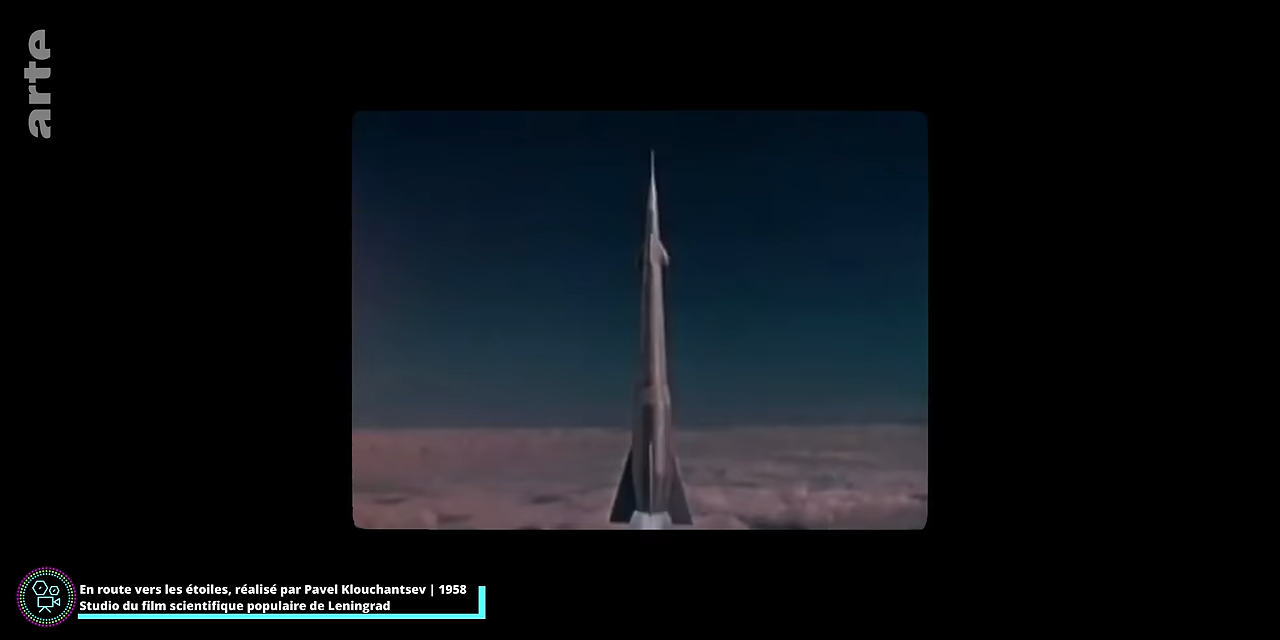 arte
En route vers les étoiles, réalisé par Pavel Klouchantsev | 1958
Studio du film scientifique populaire de Leningrad